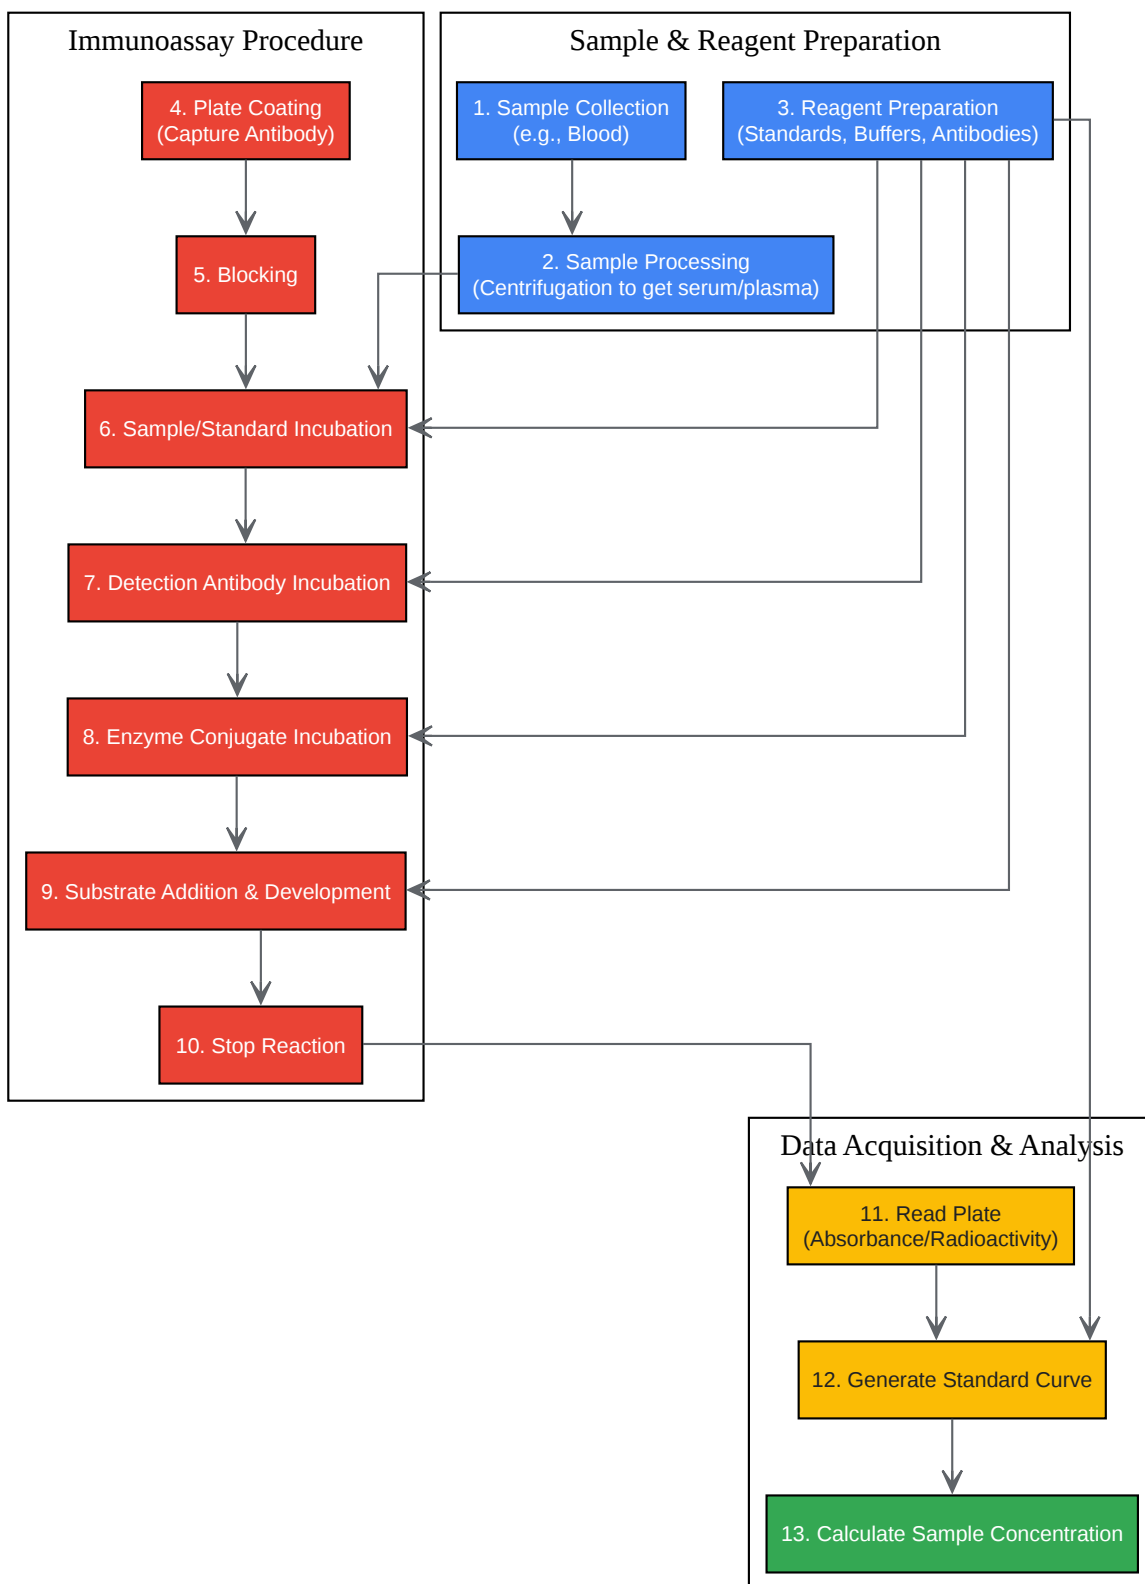 Immunoassay Procedure
4. Plate Coating
(Capture Antibody)
5. Blocking
6. Sample/Standard Incubation
7. Detection Antibody Incubation
8. Enzyme Conjugate Incubation
9. Substrate Addition & Development
10. Stop Reaction
Sample & Reagent Preparation
1. Sample Collection
(e.g., Blood)
3. Reagent Preparation
(Standards, Buffers, Antibodies)
2. Sample Processing
(Centrifugation to get serum/plasma)
Data Acquisition & Analysis
11. Read Plate
(Absorbance/Radioactivity)
12. Generate Standard Curve
13. Calculate Sample Concentration